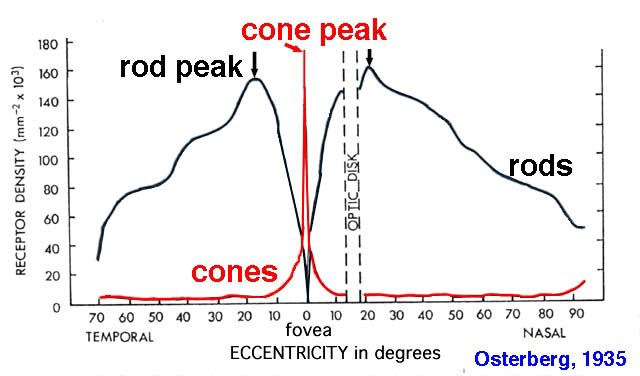 cone peak
rod peak
rods
cones
OPTIC DISK
RECEPTOR DENSITY (mm⁻² x 10³)
180
160
140
120
100
80
60
40
20
0
70 60 50 40 30 20 10 0 10 20 30 40 50 60 70 80 90
TEMPORAL
fovea
NASAL
ECCENTRICITY in degrees
Osterberg, 1935